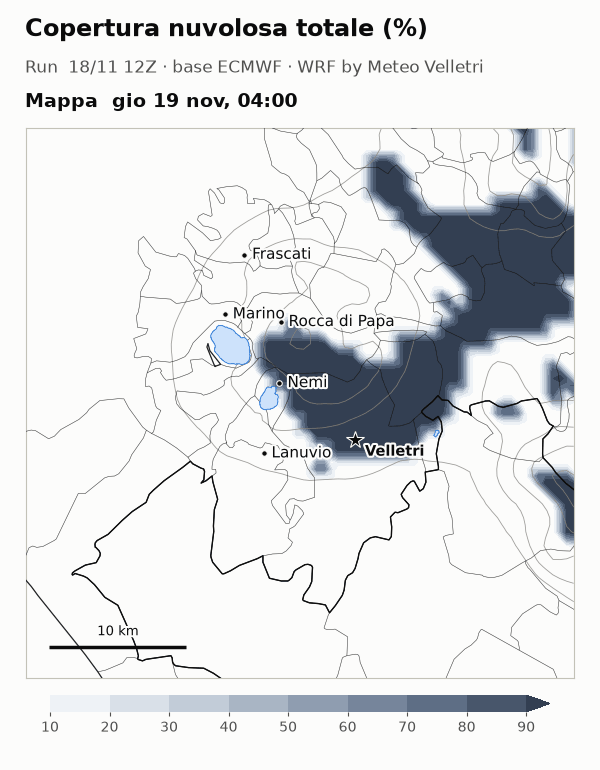 Copertura nuvolosa totale (%)
Run  18/11 12Z · base ECMWF · WRF by Meteo Velletri
Mappa  gio 19 nov, 04:00
Frascati
Marino
Rocca di Papa
Nemi
Velletri
Lanuvio
10 km
10 20 30 40 50 60 70 80 90